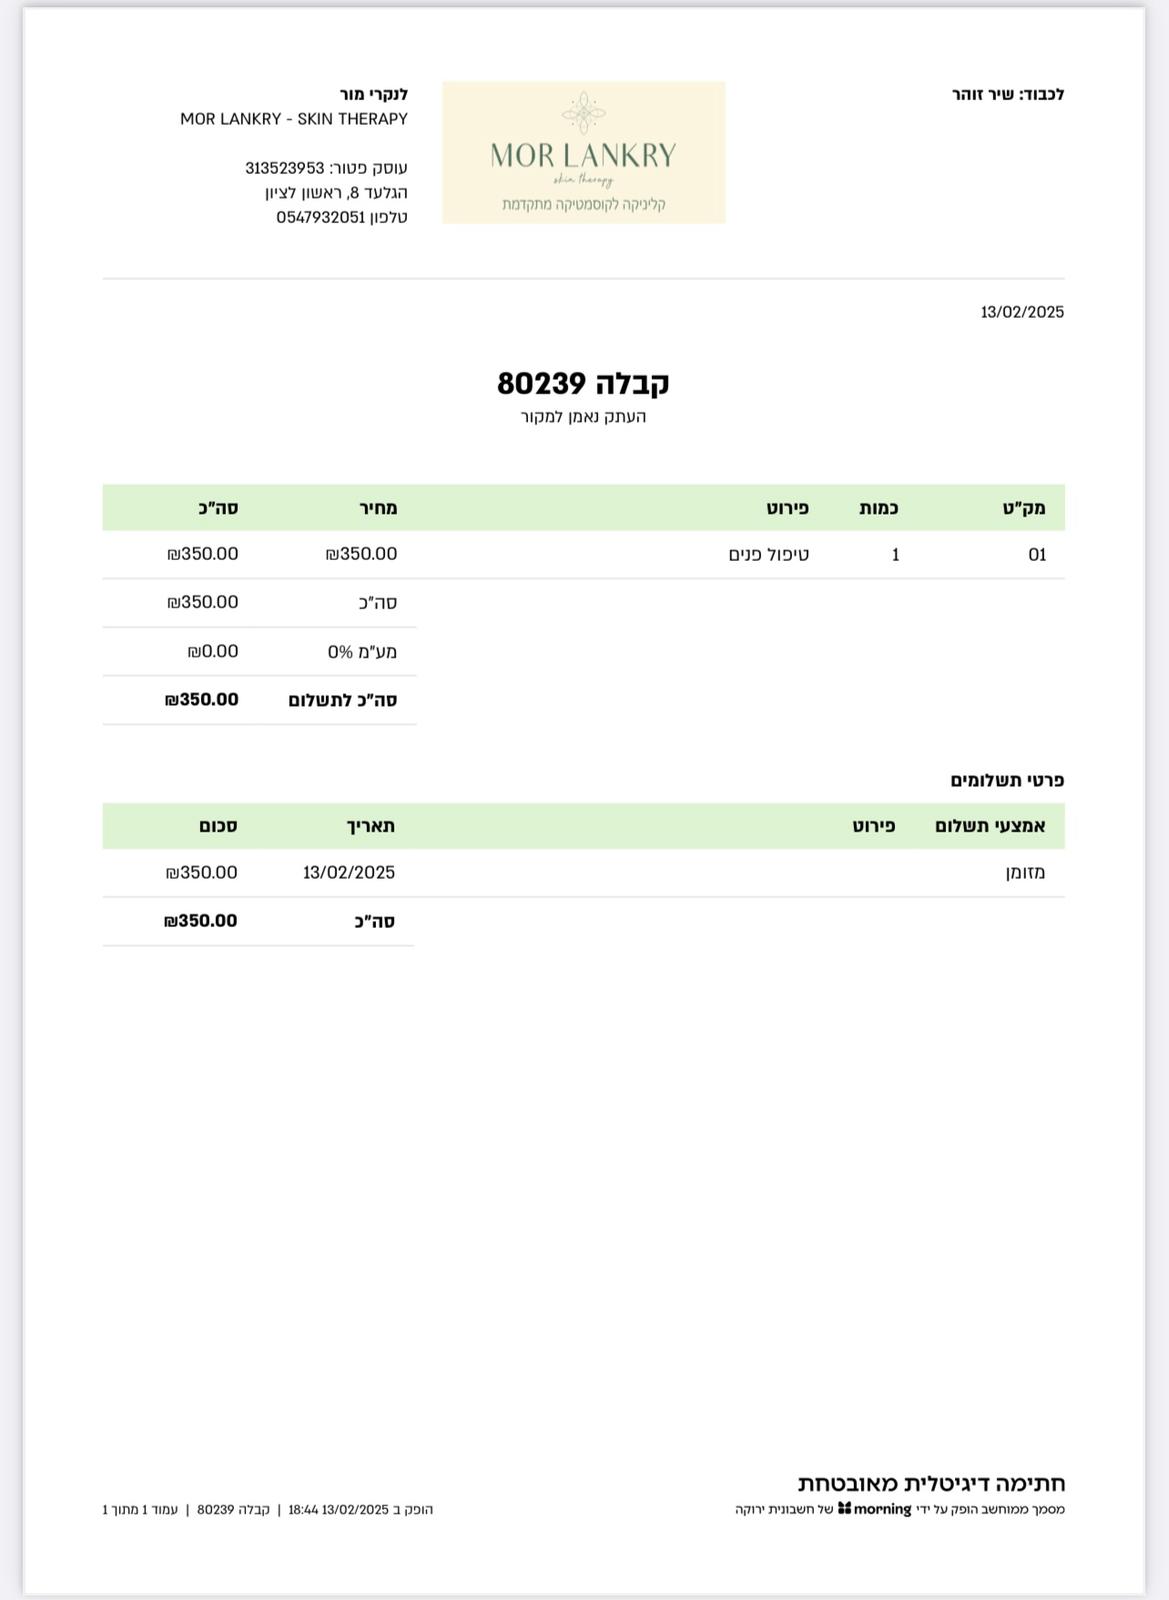 לכבוד: שיר זוהר
MOR LANKRY
skin therapy
קליניקה לקוסמטיקה מתקדמת
לנקרי מור
MOR LANKRY - SKIN THERAPY
עוסק פטור: 313523953
הגלעד 8, ראשון לציון
טלפון 0547932051
13/02/2025
קבלה 80239
העתק נאמן למקור
מק"ט כמות פירוט מחיר סה"כ
01 1 טיפול פנים ₪350.00 ₪350.00
סה"כ ₪350.00
מע"מ 0% ₪0.00
סה"כ לתשלום ₪350.00
פרטי תשלומים
אמצעי תשלום פירוט תאריך סכום
מזומן 13/02/2025 ₪350.00
סה"כ ₪350.00
חתימה דיגיטלית מאובטחת
מסמך ממוחשב הופק על ידי morning של חשבונית ירוקה
הופק ב 13/02/2025 18:44 | קבלה 80239 | עמוד 1 מתוך 1